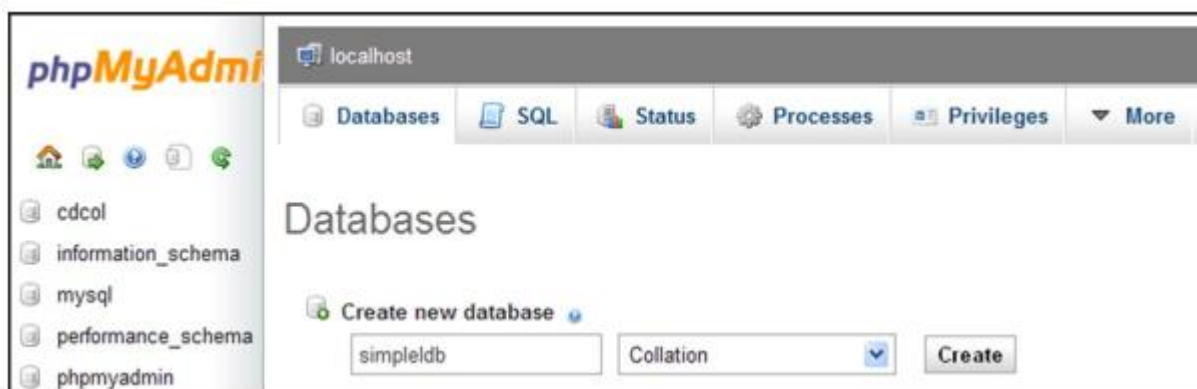 phpMyAdmi
cdcol
information_schema
mysql
performance_schema
phpmyadmin
localhost
Databases SQL Status Processes Privileges More
Databases
Create new database
simpleldb Collation Create